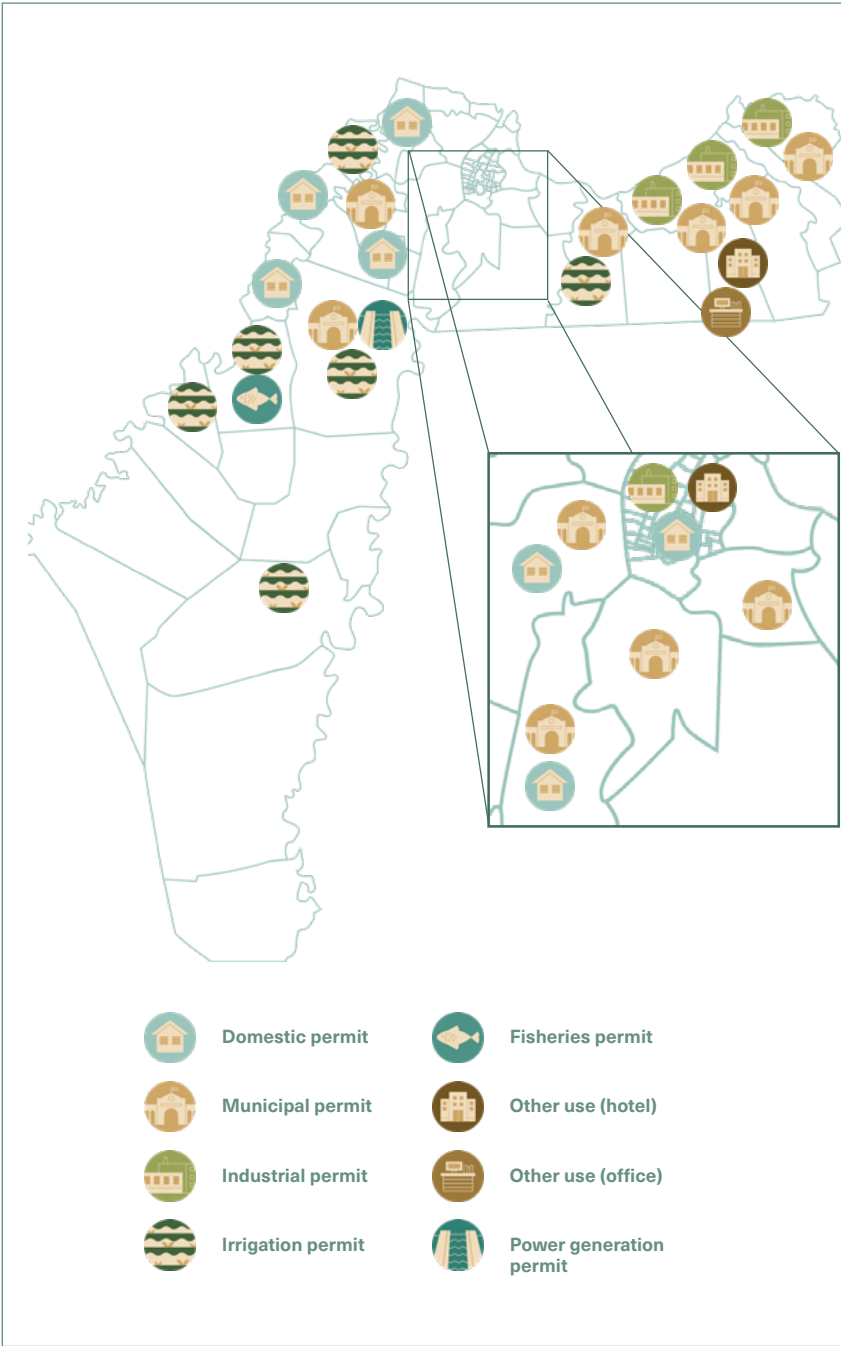 Domestic permit
Fisheries permit
Municipal permit
Other use (hotel)
Industrial permit
Other use (office)
Irrigation permit
Power generation
permit